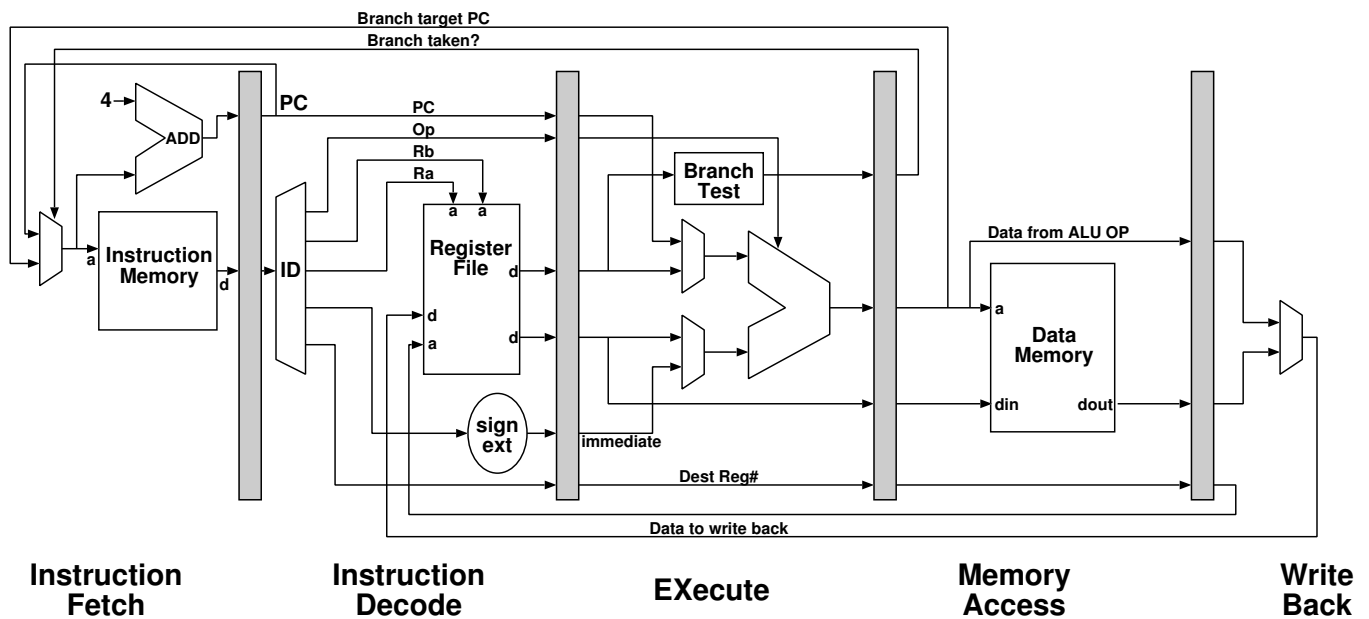 Branch target PC
Branch taken?
4
ADD
PC
PC
Op
Rb
Ra
Branch
Test
a
a
a
Instruction
Memory
d
ID
Register
File
d
d
a
d
Data from ALU OP
a
Data
Memory
din
dout
sign
ext
immediate
Dest Reg#
Data to write back
Instruction
Fetch
Instruction
Decode
EXecute
Memory
Access
Write
Back